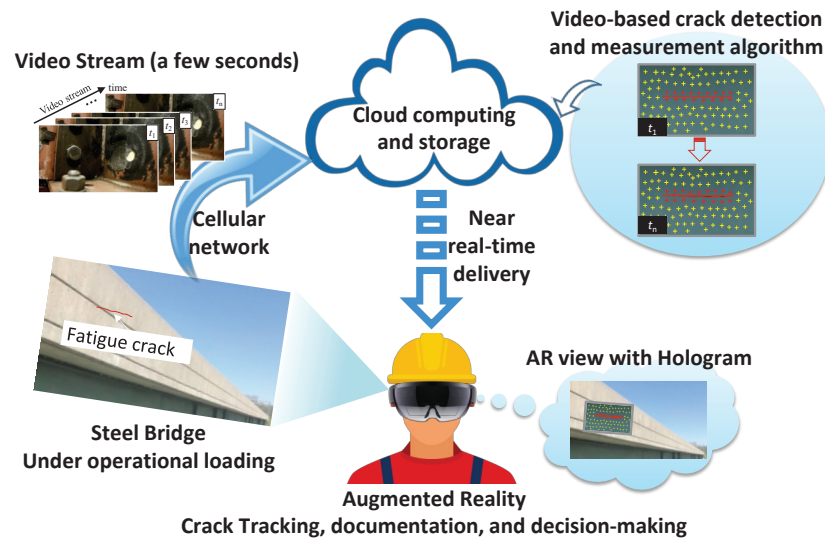 Video Stream (a few seconds)
Video stream
time
...
t1
t2
t3
tn
Cloud computing
and storage
Video-based crack detection
and measurement algorithm
t1
tn
Cellular
network
Near
real-time
delivery
Fatigue crack
Steel Bridge
Under operational loading
AR view with Hologram
Augmented Reality
Crack Tracking, documentation, and decision-making